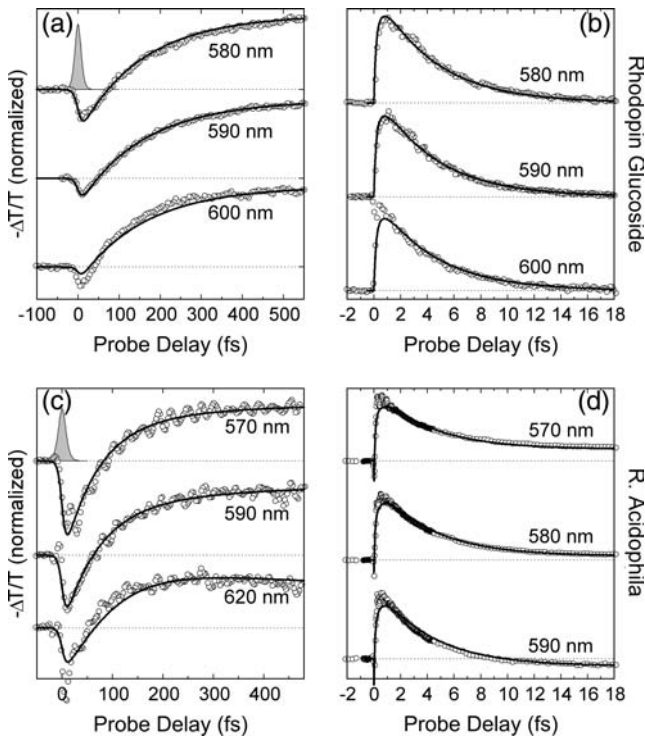 (a)
580 nm
590 nm
600 nm
-ΔT/T (normalized)
-100 0 100 200 300 400 500
Probe Delay (fs)
(b)
580 nm
590 nm
600 nm
-2 0 2 4 6 8 10 12 14 16 18
Probe Delay (fs)
Rhodopin Glucoside
(c)
570 nm
590 nm
620 nm
-ΔT/T (normalized)
0 100 200 300 400
Probe Delay (fs)
(d)
570 nm
580 nm
590 nm
-2 0 2 4 6 8 10 12 14 16 18
Probe Delay (fs)
R. Acidophila